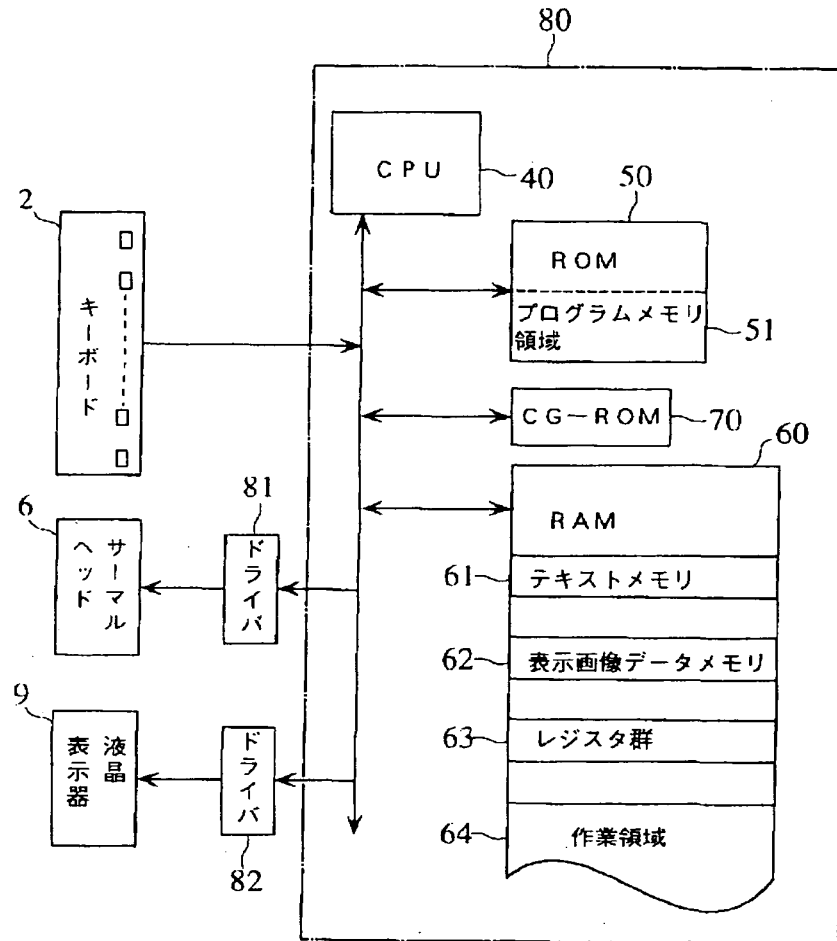 80
CPU
40
2
キーボード
50
ROM
プログラムメモリ
領域
51
CG-ROM
70
60
RAM
61
テキストメモリ
62
表示画像データメモリ
63
レジスタ群
64
作業領域
6
サーマル
ヘッド
81
ドライバ
9
液晶
表示器
ドライバ
82